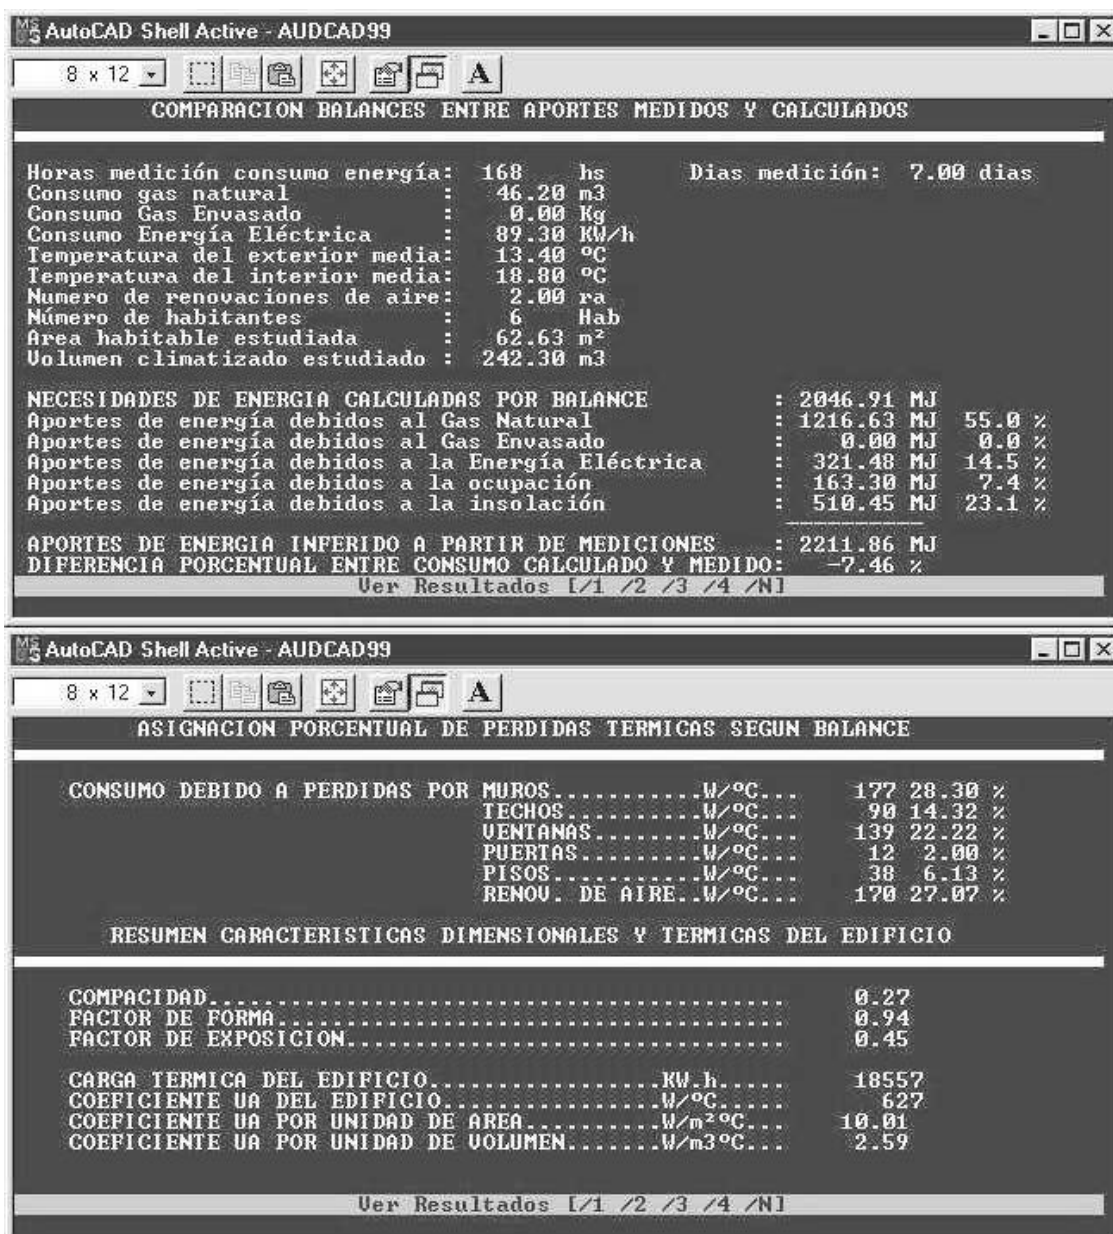 AutoCAD Shell Active - AUDCAD99
8 x 12 A
COMPARACION BALANCES ENTRE APORTES MEDIDOS Y CALCULADOS
Horas medición consumo energía: 168 hs Dias medición: 7.00 dias
Consumo gas natural : 46.20 m3
Consumo Gas Envasado : 0.00 Kg
Consumo Energía Eléctrica : 89.30 KW/h
Temperatura del exterior media: 13.40 ºC
Temperatura del interior media: 18.80 ºC
Numero de renovaciones de aire: 2.00 ra
Número de habitantes : 6 Hab
Area habitable estudiada : 62.63 m²
Volumen climatizado estudiado : 242.30 m3
NECESIDADES DE ENERGIA CALCULADAS POR BALANCE : 2046.91 MJ
Aportes de energía debidos al Gas Natural : 1216.63 MJ 55.0 %
Aportes de energía debidos al Gas Envasado : 0.00 MJ 0.0 %
Aportes de energía debidos a la Energía Eléctrica : 321.48 MJ 14.5 %
Aportes de energía debidos a la ocupación : 163.30 MJ 7.4 %
Aportes de energía debidos a la insolación : 510.45 MJ 23.1 %
APORTES DE ENERGIA INFERIDO A PARTIR DE MEDICIONES : 2211.86 MJ
DIFERENCIA PORCENTUAL ENTRE CONSUMO CALCULADO Y MEDIDO: -7.46 %
Ver Resultados [/1 /2 /3 /4 /N]
AutoCAD Shell Active - AUDCAD99
8 x 12 A
ASIGNACION PORCENTUAL DE PERDIDAS TERMICAS SEGUN BALANCE
CONSUMO DEBIDO A PERDIDAS POR MUROS...........W/ºC... 177 28.30 %
TECHOS..........W/ºC... 90 14.32 %
VENTANAS........W/ºC... 139 22.22 %
PUERTAS.........W/ºC... 12 2.00 %
PISOS...........W/ºC... 38 6.13 %
RENOV. DE AIRE..W/ºC... 170 27.07 %
RESUMEN CARACTERISTICAS DIMENSIONALES Y TERMICAS DEL EDIFICIO
COMPACIDAD.......................................... 0.27
FACTOR DE FORMA..................................... 0.94
FACTOR DE EXPOSICION................................ 0.45
CARGA TERMICA DEL EDIFICIO.................KW.h..... 18557
COEFICIENTE UA DEL EDIFICIO................W/ºC..... 627
COEFICIENTE UA POR UNIDAD DE AREA..........W/m²ºC... 10.01
COEFICIENTE UA POR UNIDAD DE VOLUMEN.......W/m3ºC... 2.59
Ver Resultados [/1 /2 /3 /4 /N]